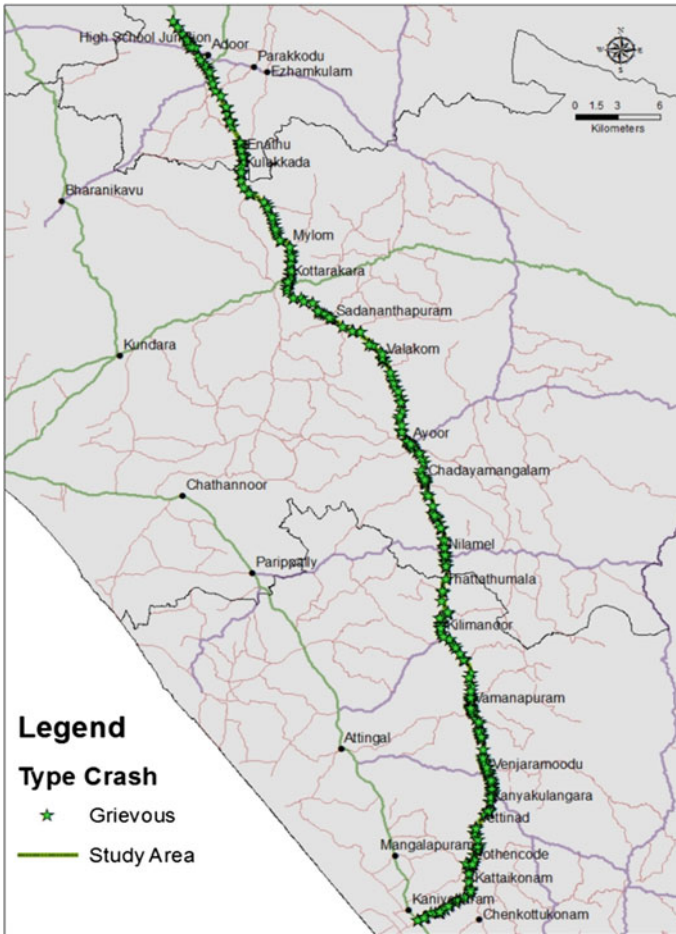 N
W E
S
High School Junction
Adoor
Parakkodu
Ezhamkulam
0 1.5 3 6
Kilometers
Enathu
Kulakkada
Bharanikavu
Mylom
Kottarakara
Sadananthapuram
Kundara
Valakom
Ayoor
Chadayamangalam
Chathannoor
Nilamel
Parippally
Thattathumala
Kilimanoor
Vamanapuram
Legend
Attingal
Venjaramoodu
Type Crash
Kanyakulangara
Grievous
Vettinad
Study Area
Mangalapuram
Pothencode
Kattaikonam
Kaniyapuram
Chenkottukonam